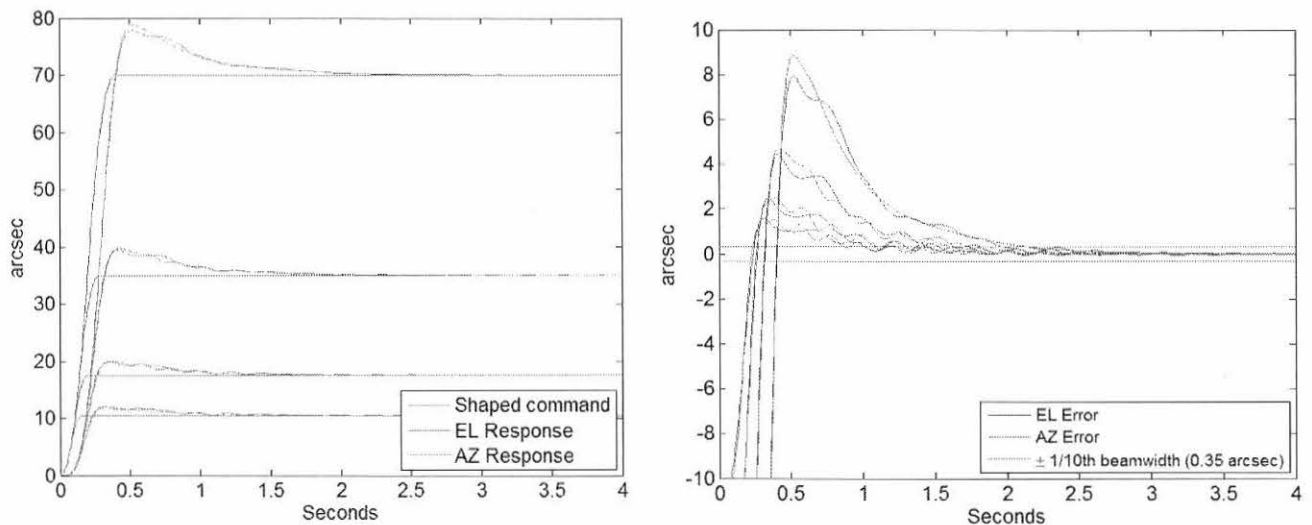 80
70
60
50
40
30
20
10
0
arcsec
Shaped command
EL Response
AZ Response
0 0.5 1 1.5 2 2.5 3 3.5 4
Seconds
10
8
6
4
2
0
-2
-4
-6
-8
-10
arcsec
EL Error
AZ Error
± 1/10th beamwidth (0.35 arcsec)
0 0.5 1 1.5 2 2.5 3 3.5 4
Seconds